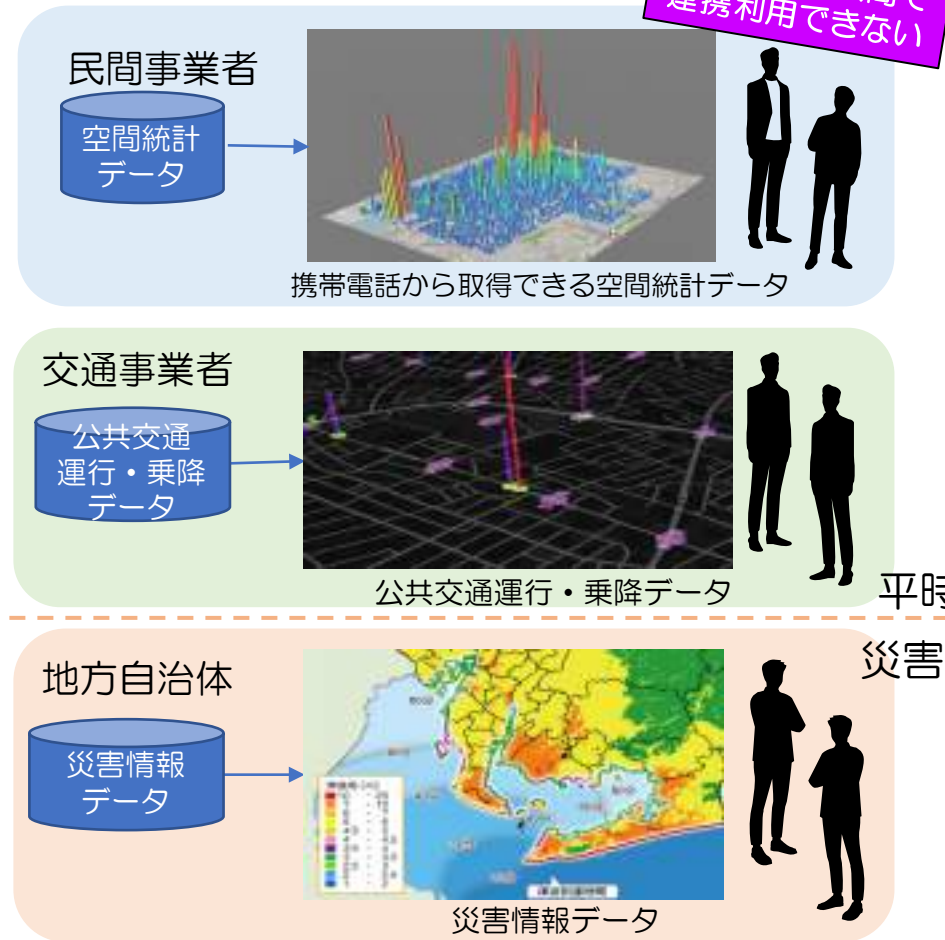 連携利用できない
民間事業者
空間統計
データ
携帯電話から取得できる空間統計データ
交通事業者
公共交通
運行・乗降
データ
公共交通運行・乗降データ
平時
災害
地方自治体
災害情報
データ
災害情報データ